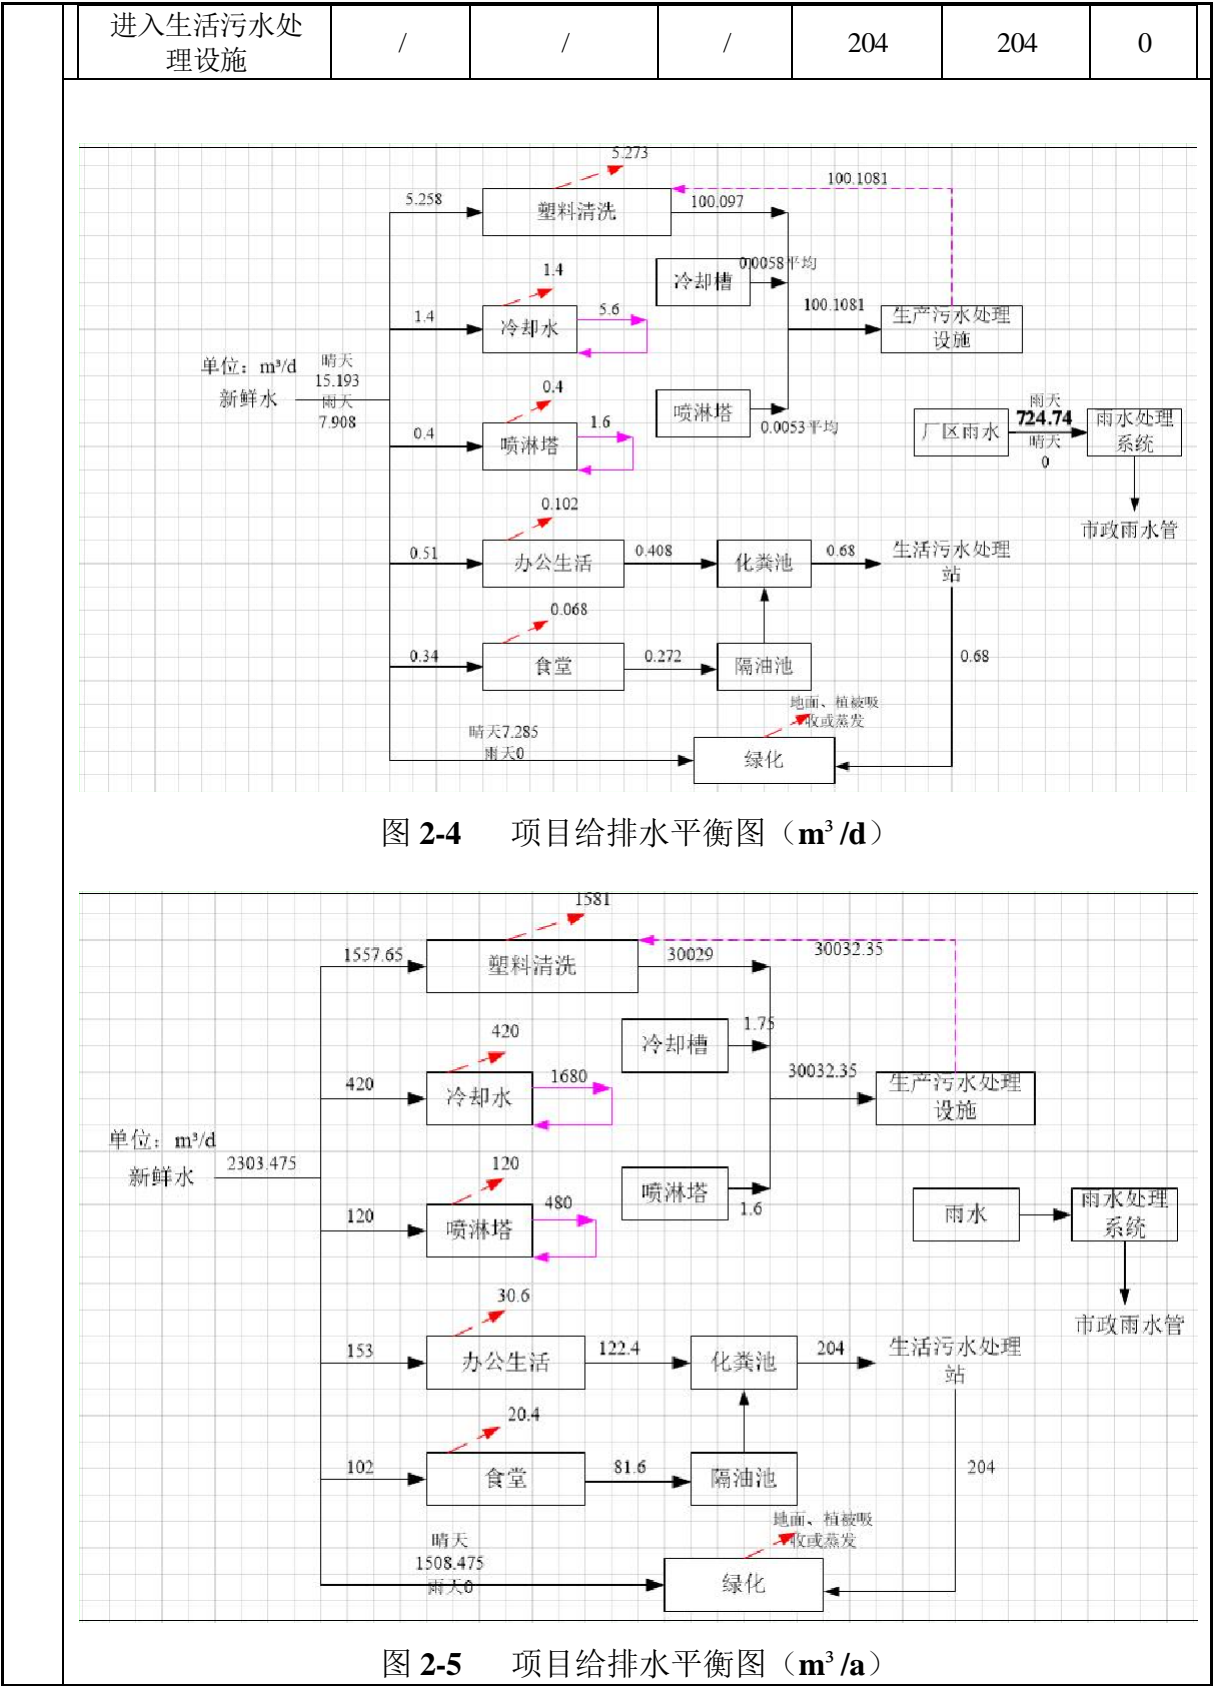 进入生活污水处
理设施
/
/
/
204
204
0
5.273
100.1081
5.258
塑料清洗
100.097
冷却槽
0.0058平均
1.4
1.4
冷却水
5.6
100.1081
生产污水处理
设施
单位：m³/d
新鲜水
晴天
15.193
雨天
7.908
0.4
0.4
喷淋塔
1.6
喷淋塔
0.0053平均
厂区雨水
雨天
724.74
晴天
0
雨水处理
系统
市政雨水管
0.102
0.51
办公生活
0.408
化粪池
0.68
生活污水处理
站
0.068
0.34
食堂
0.272
隔油池
0.68
地面、植被吸
收或蒸发
晴天7.285
雨天0
绿化
图 2-4 项目给排水平衡图（m³ /d）
1581
1557.65
塑料清洗
30029
30032.35
420
冷却槽
1.75
420
冷却水
1680
30032.35
生产污水处理
设施
单位：m³/d
新鲜水
2303.475
120
120
喷淋塔
480
喷淋塔
1.6
雨水
雨水处理
系统
市政雨水管
30.6
153
办公生活
122.4
化粪池
204
生活污水处理
站
20.4
102
食堂
81.6
隔油池
204
地面、植被吸
收或蒸发
晴天
1508.475
雨天0
绿化
图 2-5 项目给排水平衡图（m³ /a）